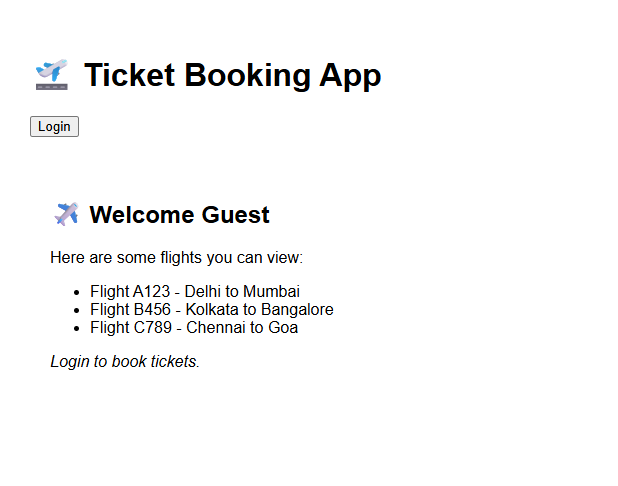 Ticket Booking App
Login
Welcome Guest
Here are some flights you can view:
Flight A123 - Delhi to Mumbai
Flight B456 - Kolkata to Bangalore
Flight C789 - Chennai to Goa
Login to book tickets.